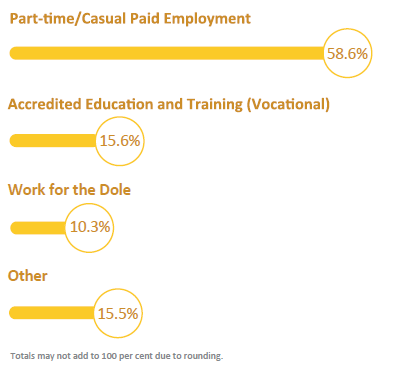 Part-time/Casual Paid Employment
58.6%
Accredited Education and Training (Vocational)
15.6%
Work for the Dole
10.3%
Other
15.5%
Totals may not add to 100 per cent due to rounding.